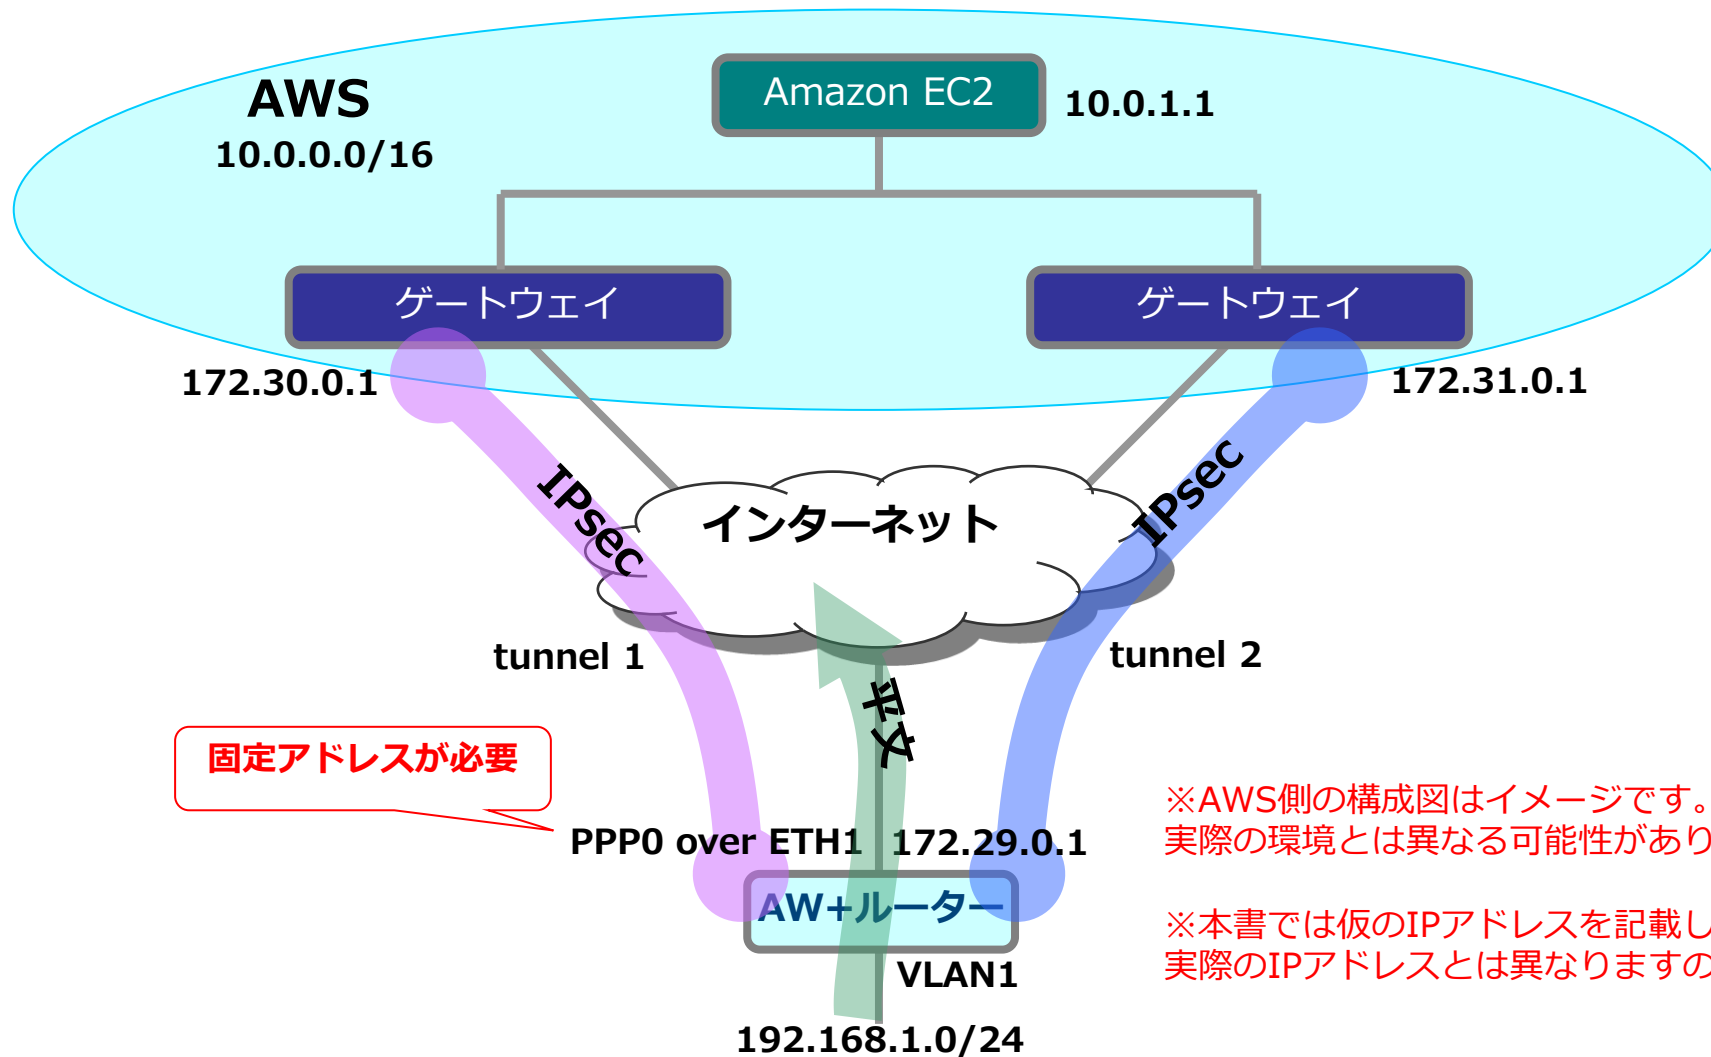 AWS
10.0.0.0/16
Amazon EC2
10.0.1.1
ゲートウェイ
ゲートウェイ
172.30.0.1
172.31.0.1
IPsec
IPsec
インターネット
tunnel 1
tunnel 2
平文
固定アドレスが必要
PPP0 over ETH1
172.29.0.1
AW+ルーター
VLAN1
192.168.1.0/24
※AWS側の構成図はイメージです。
実際の環境とは異なる可能性があり
※本書では仮のIPアドレスを記載し
実際のIPアドレスとは異なりますの